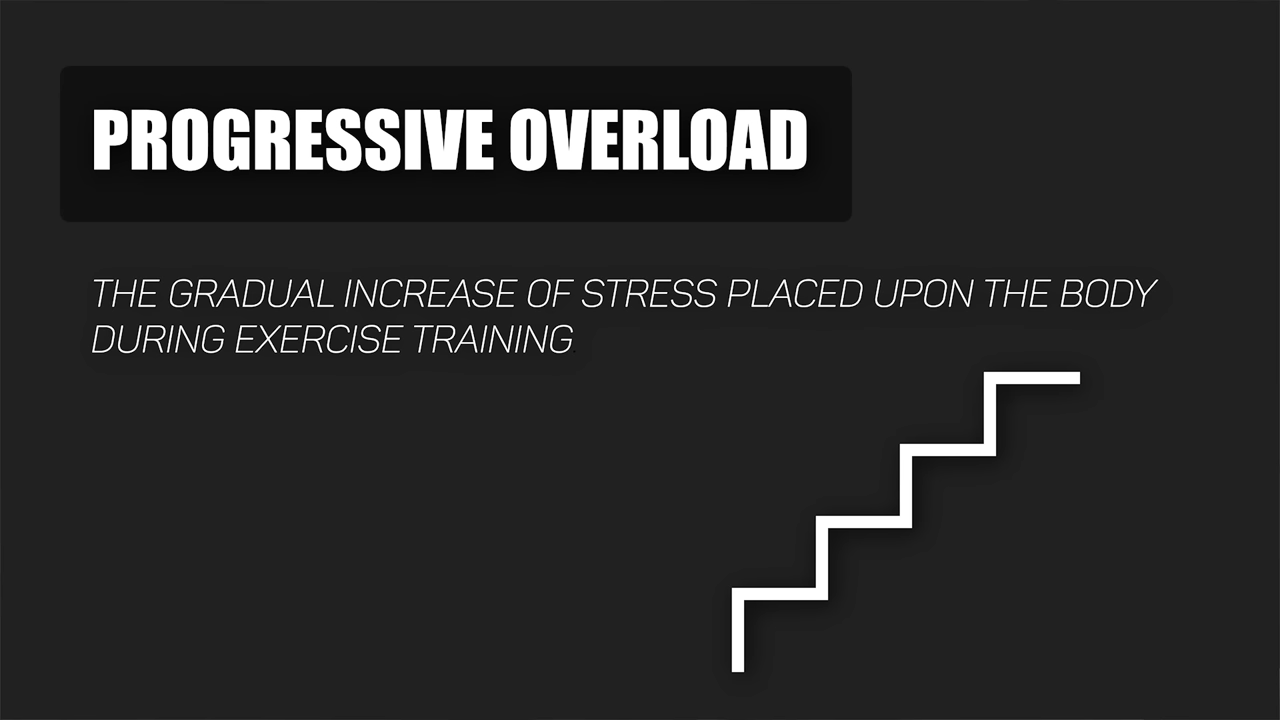 PROGRESSIVE OVERLOAD
THE GRADUAL INCREASE OF STRESS PLACED UPON THE BODY
DURING EXERCISE TRAINING